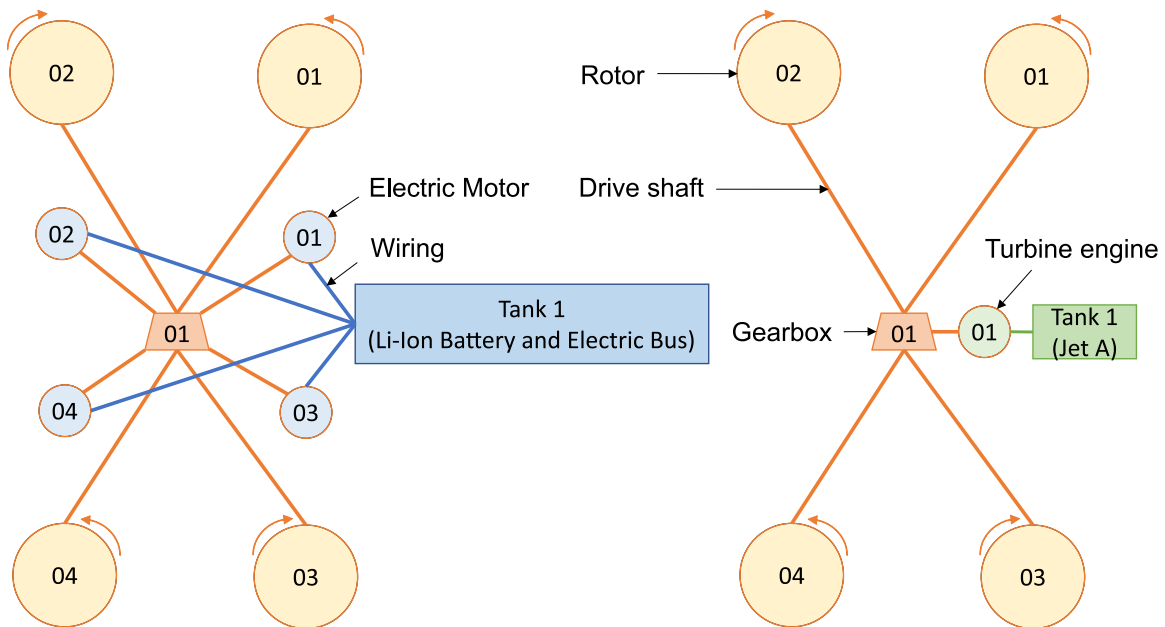 02
01
Electric Motor
02
01
Wiring
Tank 1
(Li-Ion Battery and Electric Bus)
01
04
03
04
03
Rotor
02
01
Drive shaft
Turbine engine
Gearbox
01
01
Tank 1
(Jet A)
04
03